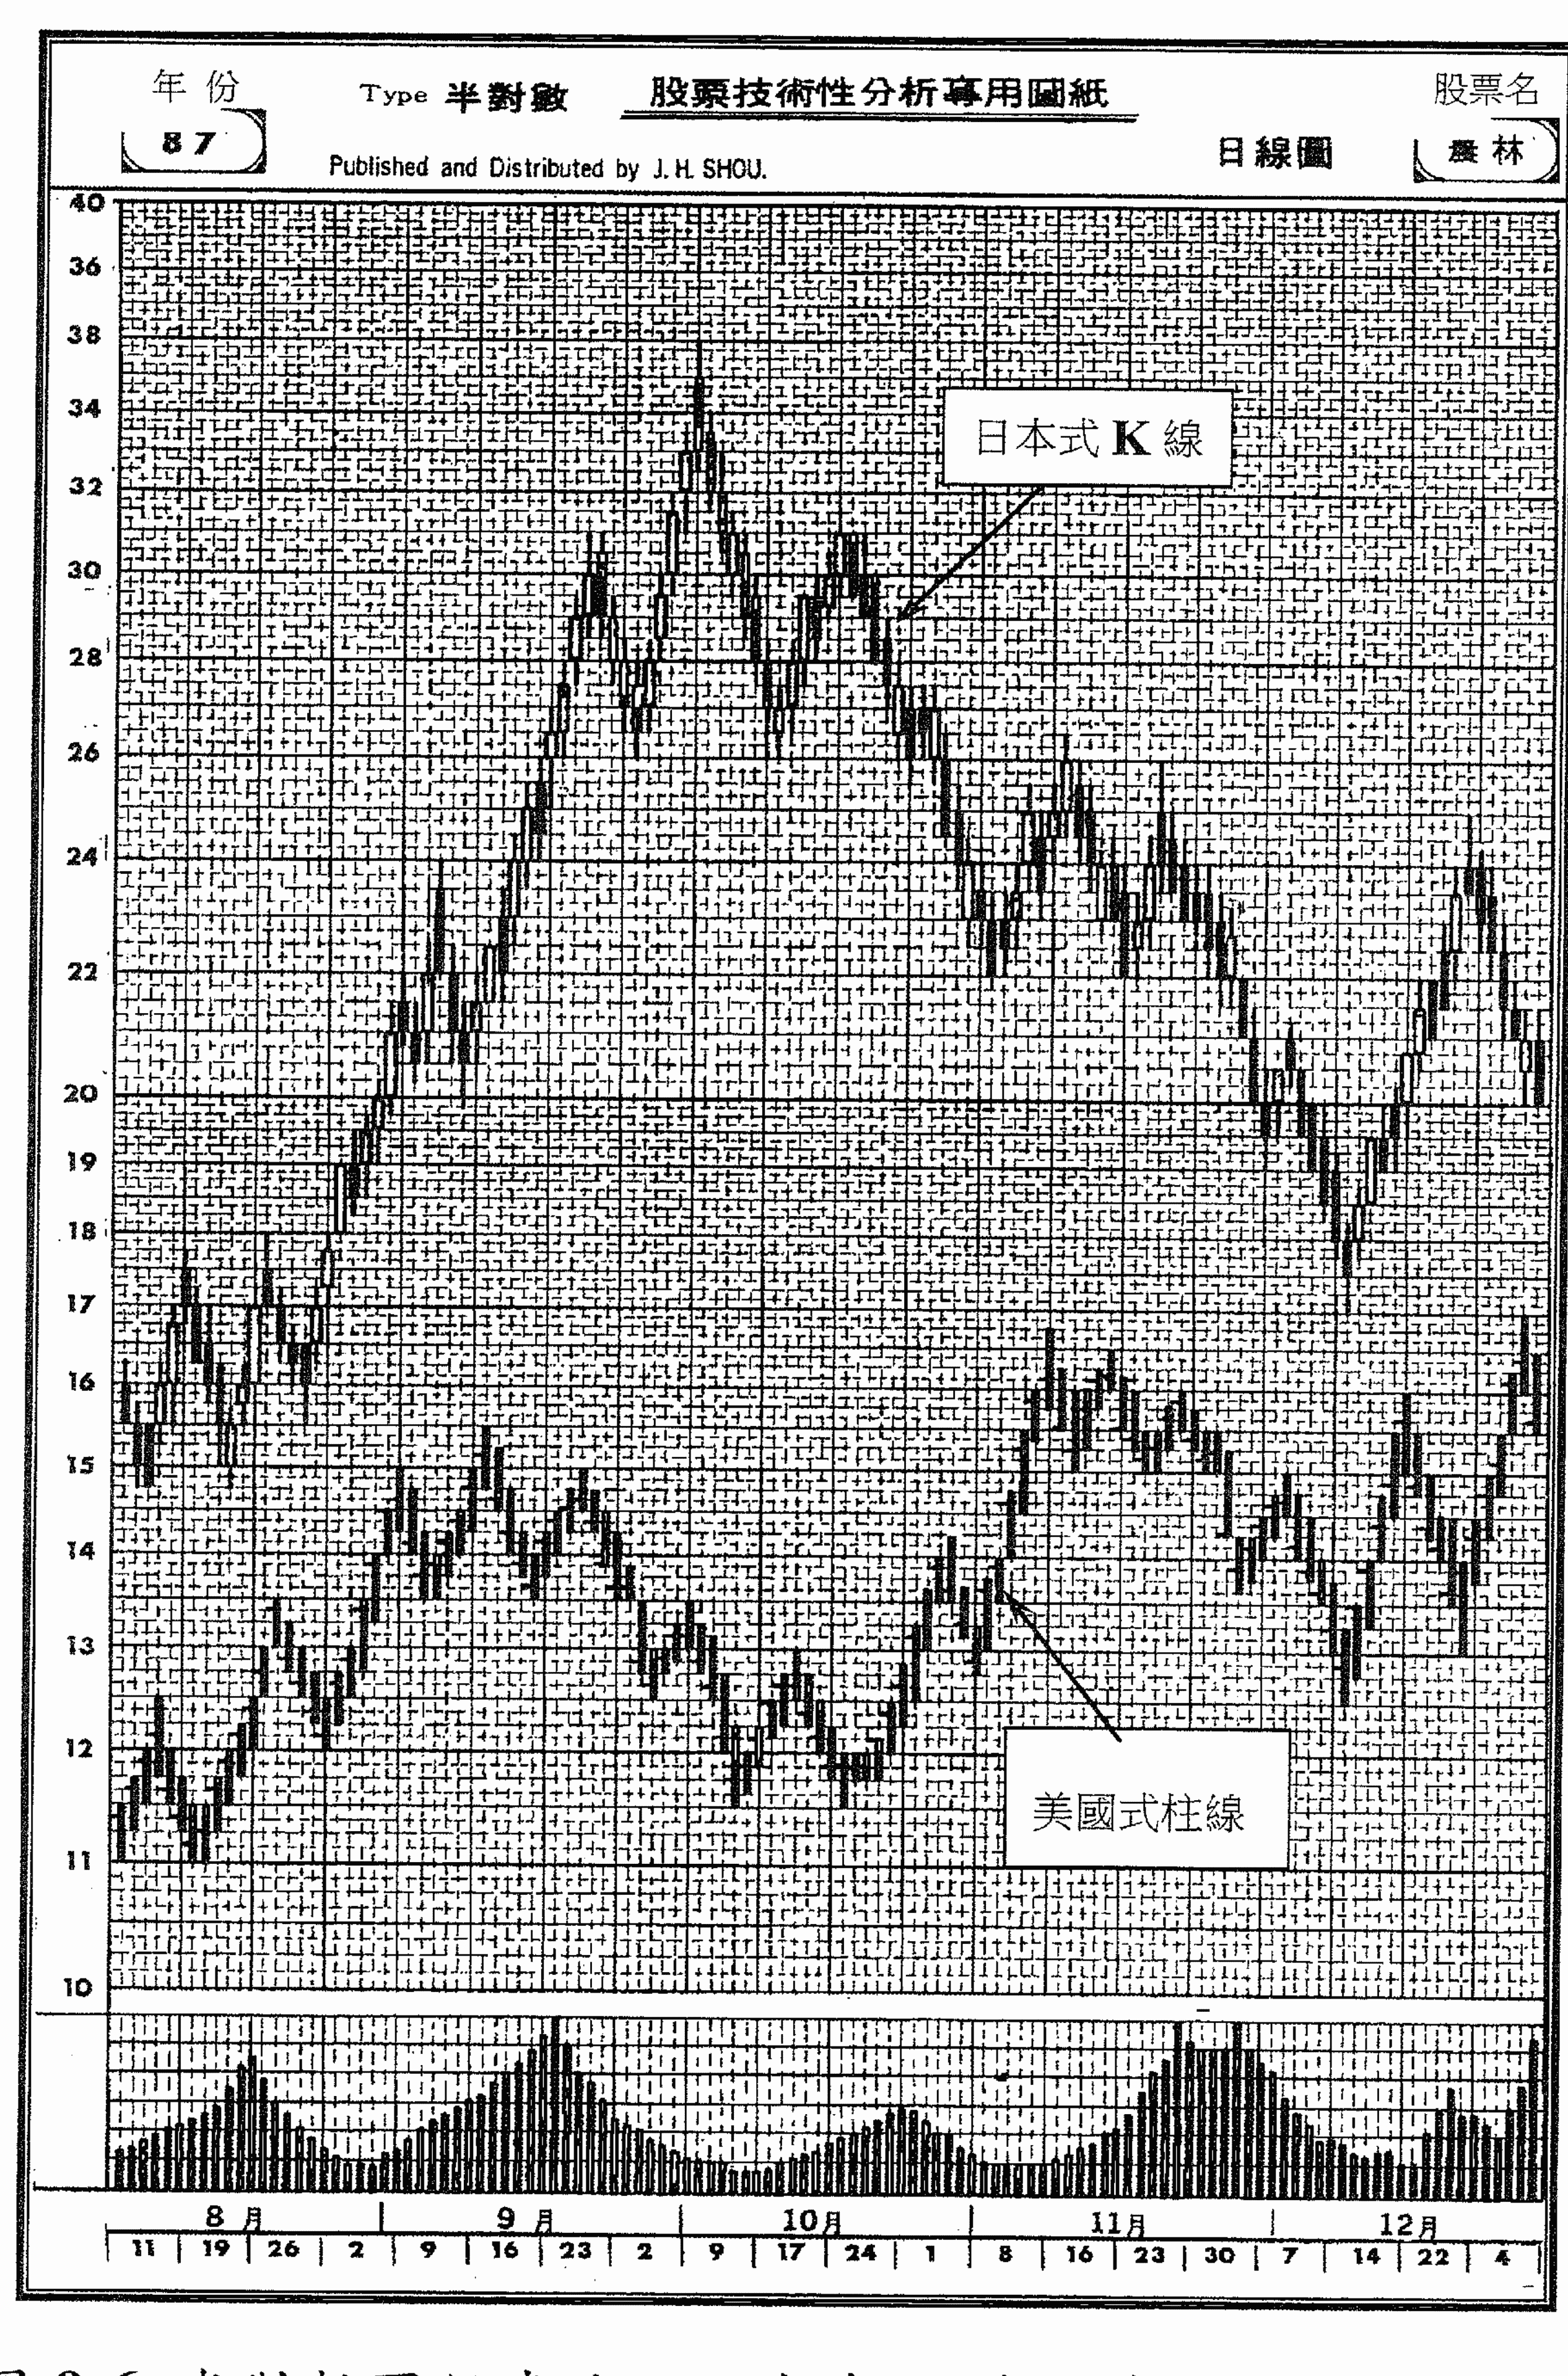 年 份
Type 半對數
股票技術性分析專用圖紙
股票名
87
Published and Distributed by J. H. SHOU.
日線圖
農林
40
36
38
34
32
30
28
26
24
22
20
19
18
17
16
15
14
13
12
11
10
日本式 K 線
美國式柱線
8 月
9 月
10月
11月
12月
11 19 26 2 9 16 23 2 9 17 24 1 8 16 23 30 7 14 22 4